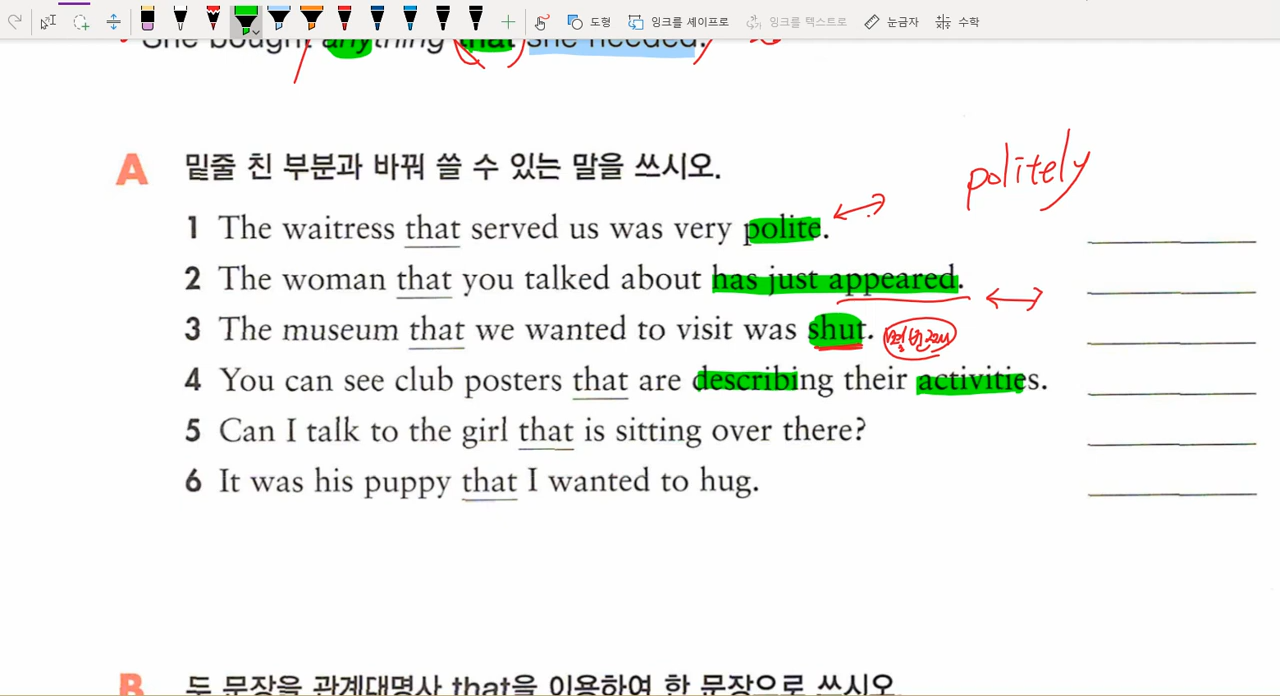 도형 잉크를 셰이프로 잉크를 텍스트로 눈금자 수학
She bought anything that she needed.
A 밑줄 친 부분과 바꿔 쓸 수 있는 말을 쓰시오.
politely
1 The waitress that served us was very polite.
2 The woman that you talked about has just appeared.
3 The museum that we wanted to visit was shut.
4 You can see club posters that are describing their activities.
5 Can I talk to the girl that is sitting over there?
6 It was his puppy that I wanted to hug.
B 두 문장을 관계대명사 that을 이용하여 한 문장으로 쓰시오.